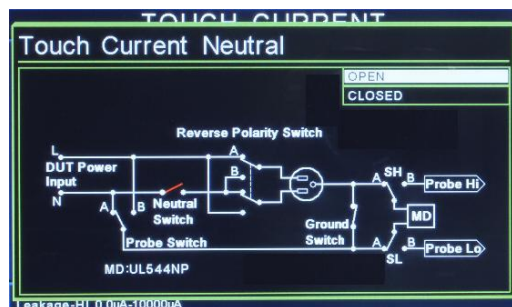 TOUCH CURRENT
Touch Current Neutral
OPEN
CLOSED
Reverse Polarity Switch
L
A
DUT Power
Input
B
A
SH
B
Probe Hi
N
A
B
Neutral
Switch
MD
Ground
Switch
Probe Switch
A
B
Probe Lo
SL
MD:UL544NP
Leakage-HI 0.0uA-10000uA